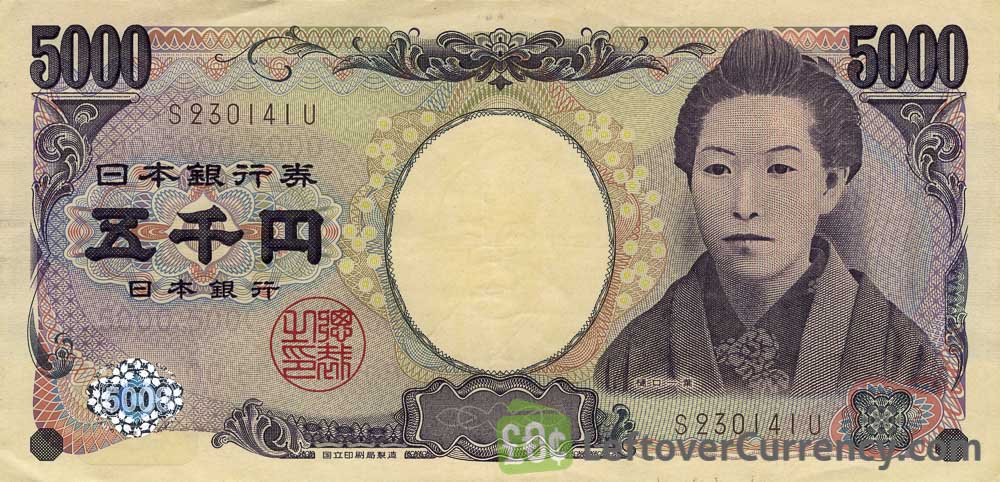 5000
5000
S230141U
日本銀行券
五千円
日本銀行
総裁之印
5000
樋口一葉
S230141U
国立印刷局製造
LeftoverCurrency.com